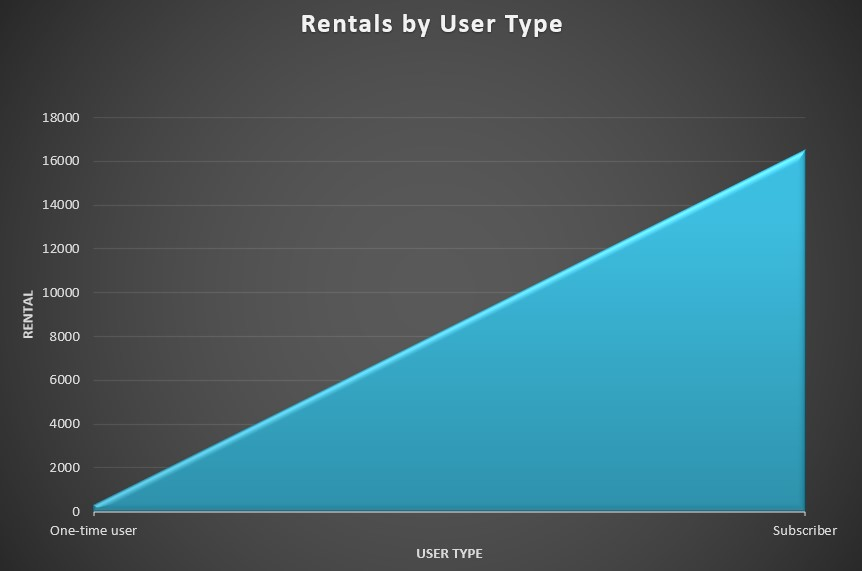 Rentals by User Type
18000
16000
14000
12000
10000
8000
6000
4000
2000
0
RENTAL
One-time user
Subscriber
USER TYPE